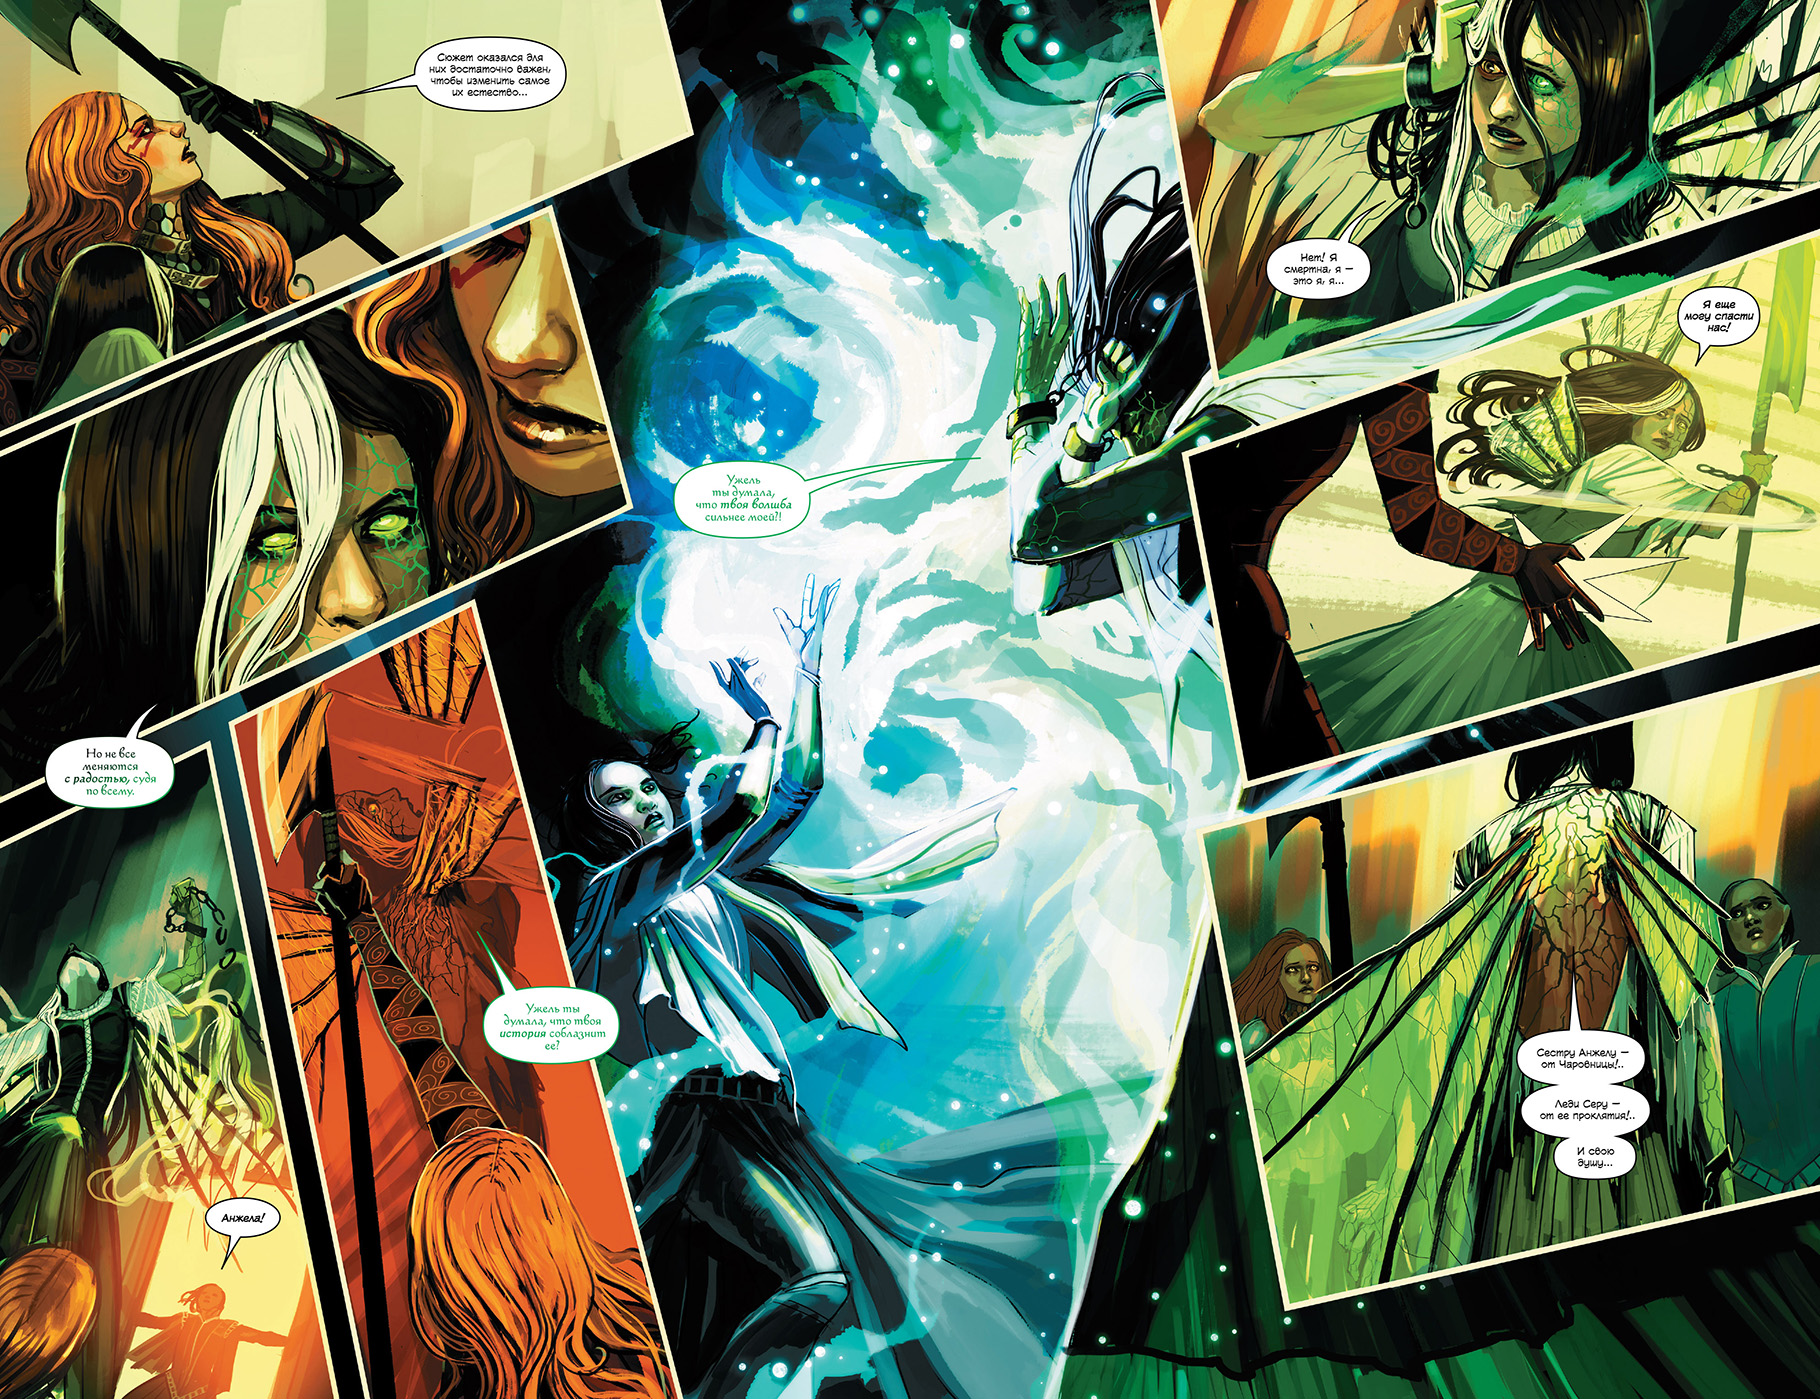 Сюжет оказался для
них достаточно важен,
чтобы изменить самое
их естество...
Но не все
меняются
с радостью, судя
по всему.
Анжела!
Ужель ты
думала, что твоя
история соблазнит
ее?
Ужель
ты думала,
что твоя волшба
сильнее моей?!
Нет! Я
смертна, я —
это я, я...
Я еще
могу спасти
нас!
Сестру Анжелу —
от Чаровницы!..
Леди Серу —
от ее проклятия!..
И свою
душу...